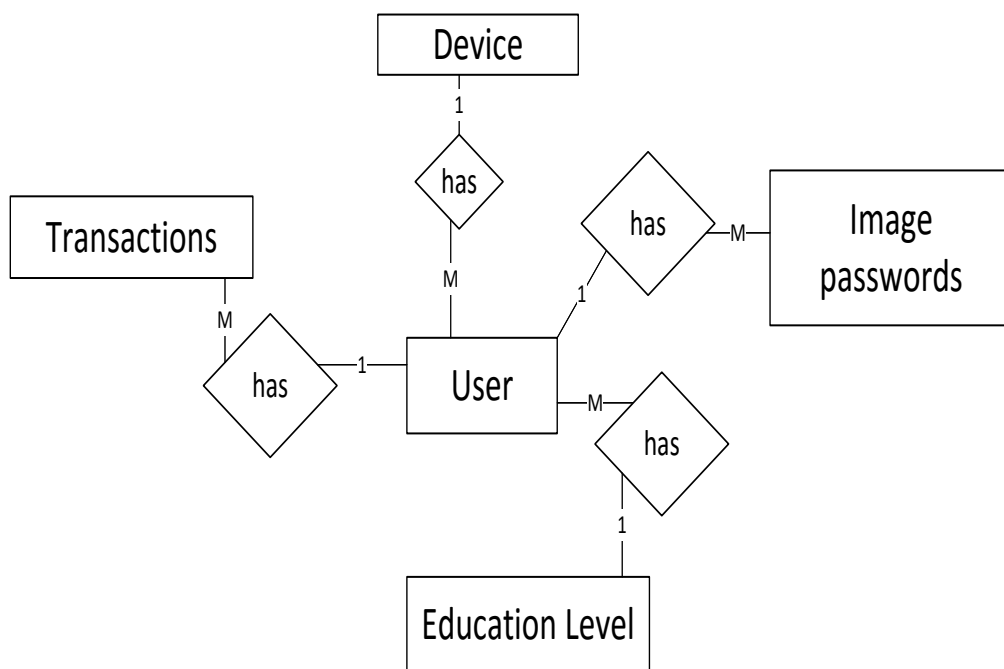 Device
1
has
M
Transactions
M
has
1
User
1
has
M
Image
passwords
M
has
1
Education Level